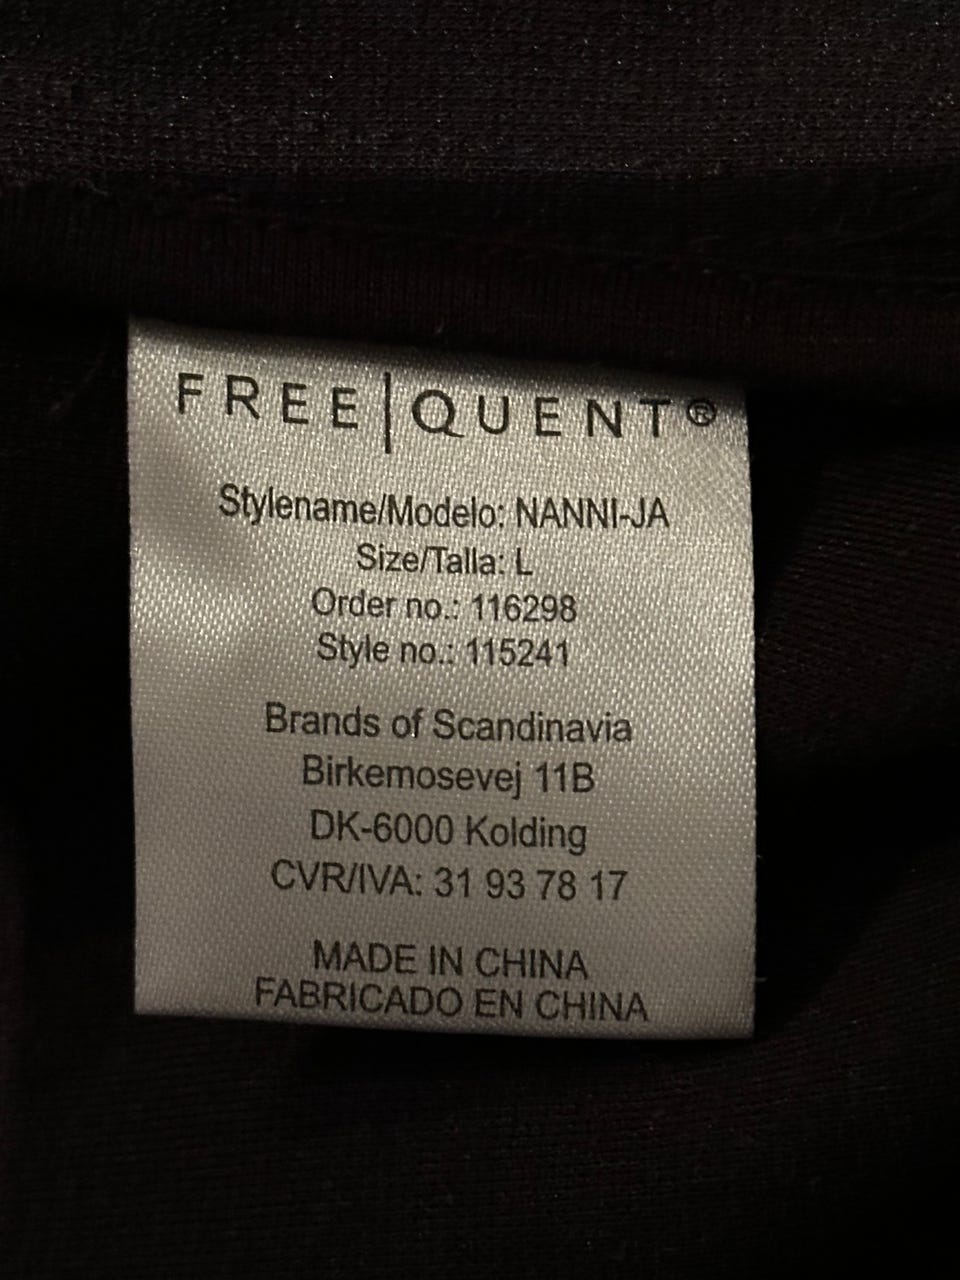 FREE|QUENT®
Stylename/Modelo: NANNI-JA
Size/Talla: L
Order no.: 116298
Style no.: 115241
Brands of Scandinavia
Birkemosevej 11B
DK-6000 Kolding
CVR/IVA: 31 93 78 17
MADE IN CHINA
FABRICADO EN CHINA